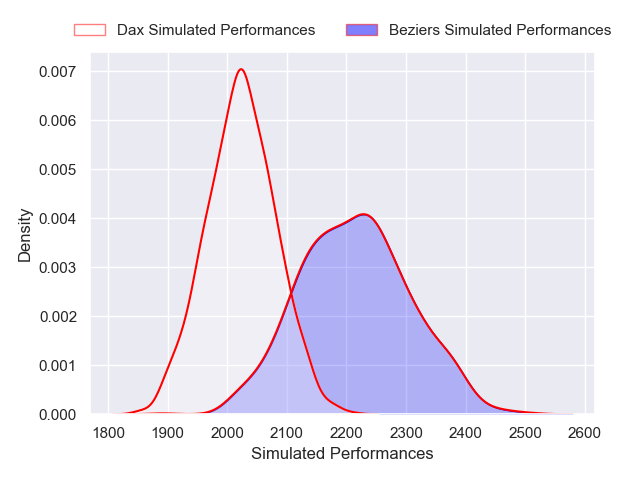 Dax Simulated Performances Beziers Simulated Performances
0.007
0.006
0.005
0.004
0.003
0.002
0.001
0.000
Density
1800 1900 2000 2100 2200 2300 2400 2500 2600
Simulated Performances